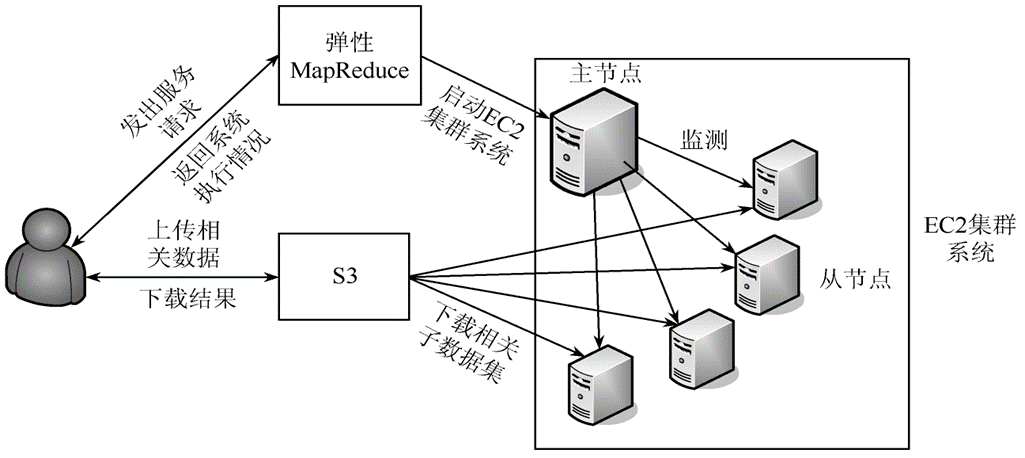 弹性
MapReduce
发出服务
请求
返回系统
执行情况
启动EC2
集群系统
主节点
监测
上传相
关数据
下载结果
S3
下载相关
子数据集
从节点
EC2集群
系统